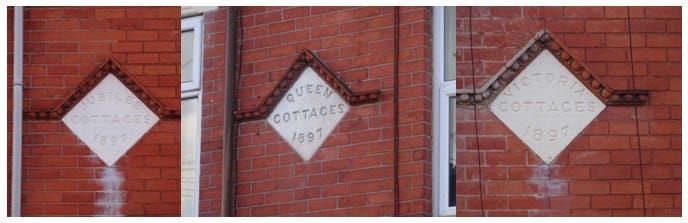 JUBILEE
COTTAGES
1897
QUEEN
COTTAGES
1897
VICTORIA
COTTAGES
1897